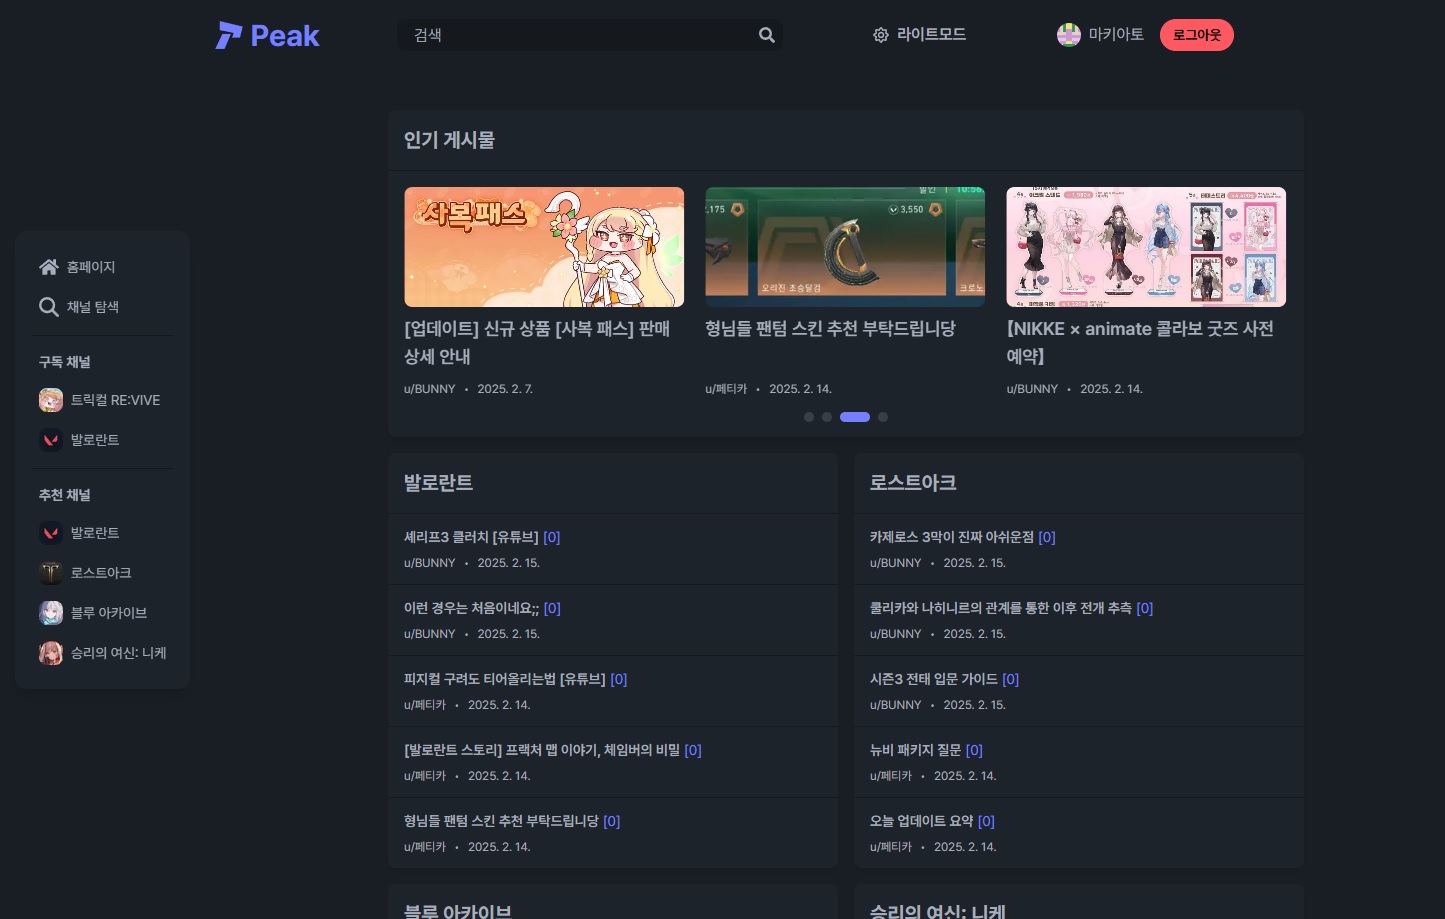 Peak
검색
라이트모드
마키아토
로그아웃
홈페이지
채널 탐색
구독 채널
트릭컬 RE:VIVE
발로란트
추천 채널
발로란트
로스트아크
블루 아카이브
승리의 여신: 니케
인기 게시물
사복패스
[업데이트] 신규 상품 [사복 패스] 판매
상세 안내
u/BUNNY • 2025. 2. 7.
,175
3,550
오리진 초승달검
크로노
형님들 팬텀 스킨 추천 부탁드립니당
u/페티카 • 2025. 2. 14.
【NIKKE × animate 콜라보 굿즈 사전
예약】
u/BUNNY • 2025. 2. 14.
발로란트
셰리프3 클러치 [유튜브] [0]
u/BUNNY • 2025. 2. 15.
이런 경우는 처음이네요;; [0]
u/BUNNY • 2025. 2. 15.
피지컬 구려도 티어올리는법 [유튜브] [0]
u/페티카 • 2025. 2. 14.
[발로란트 스토리] 프랙처 맵 이야기, 체임버의 비밀 [0]
u/페티카 • 2025. 2. 14.
형님들 팬텀 스킨 추천 부탁드립니당 [0]
u/페티카 • 2025. 2. 14.
로스트아크
카제로스 3막이 진짜 아쉬운점 [0]
u/BUNNY • 2025. 2. 15.
쿨리카와 나히니르의 관계를 통한 이후 전개 추측 [0]
u/BUNNY • 2025. 2. 15.
시즌3 전태 입문 가이드 [0]
u/BUNNY • 2025. 2. 15.
뉴비 패키지 질문 [0]
u/페티카 • 2025. 2. 14.
오늘 업데이트 요약 [0]
u/페티카 • 2025. 2. 14.
블루 아카이브
승리의 여신: 니케